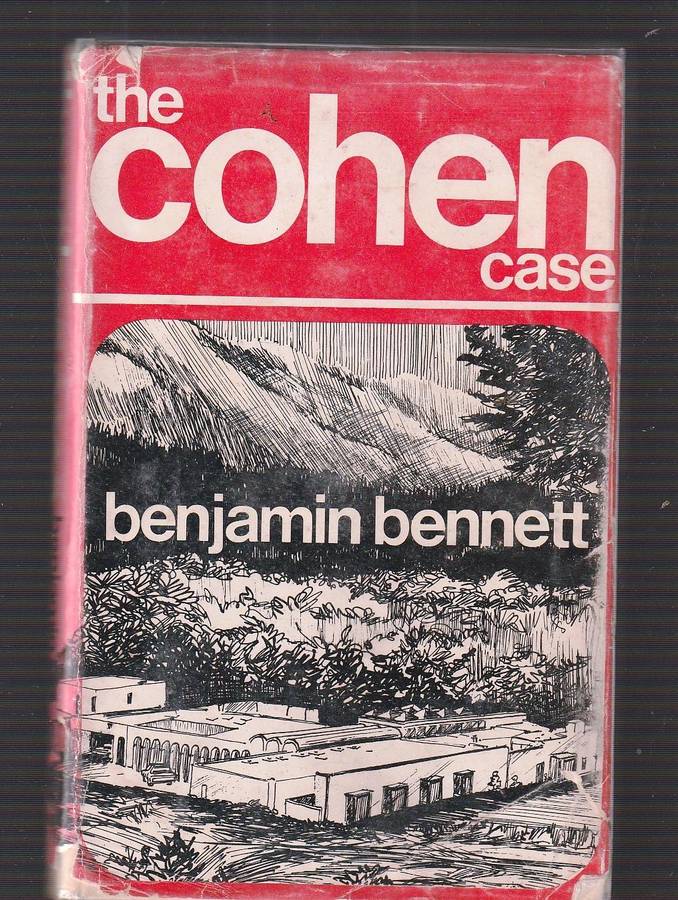 the
cohen
case
benjamin bennett